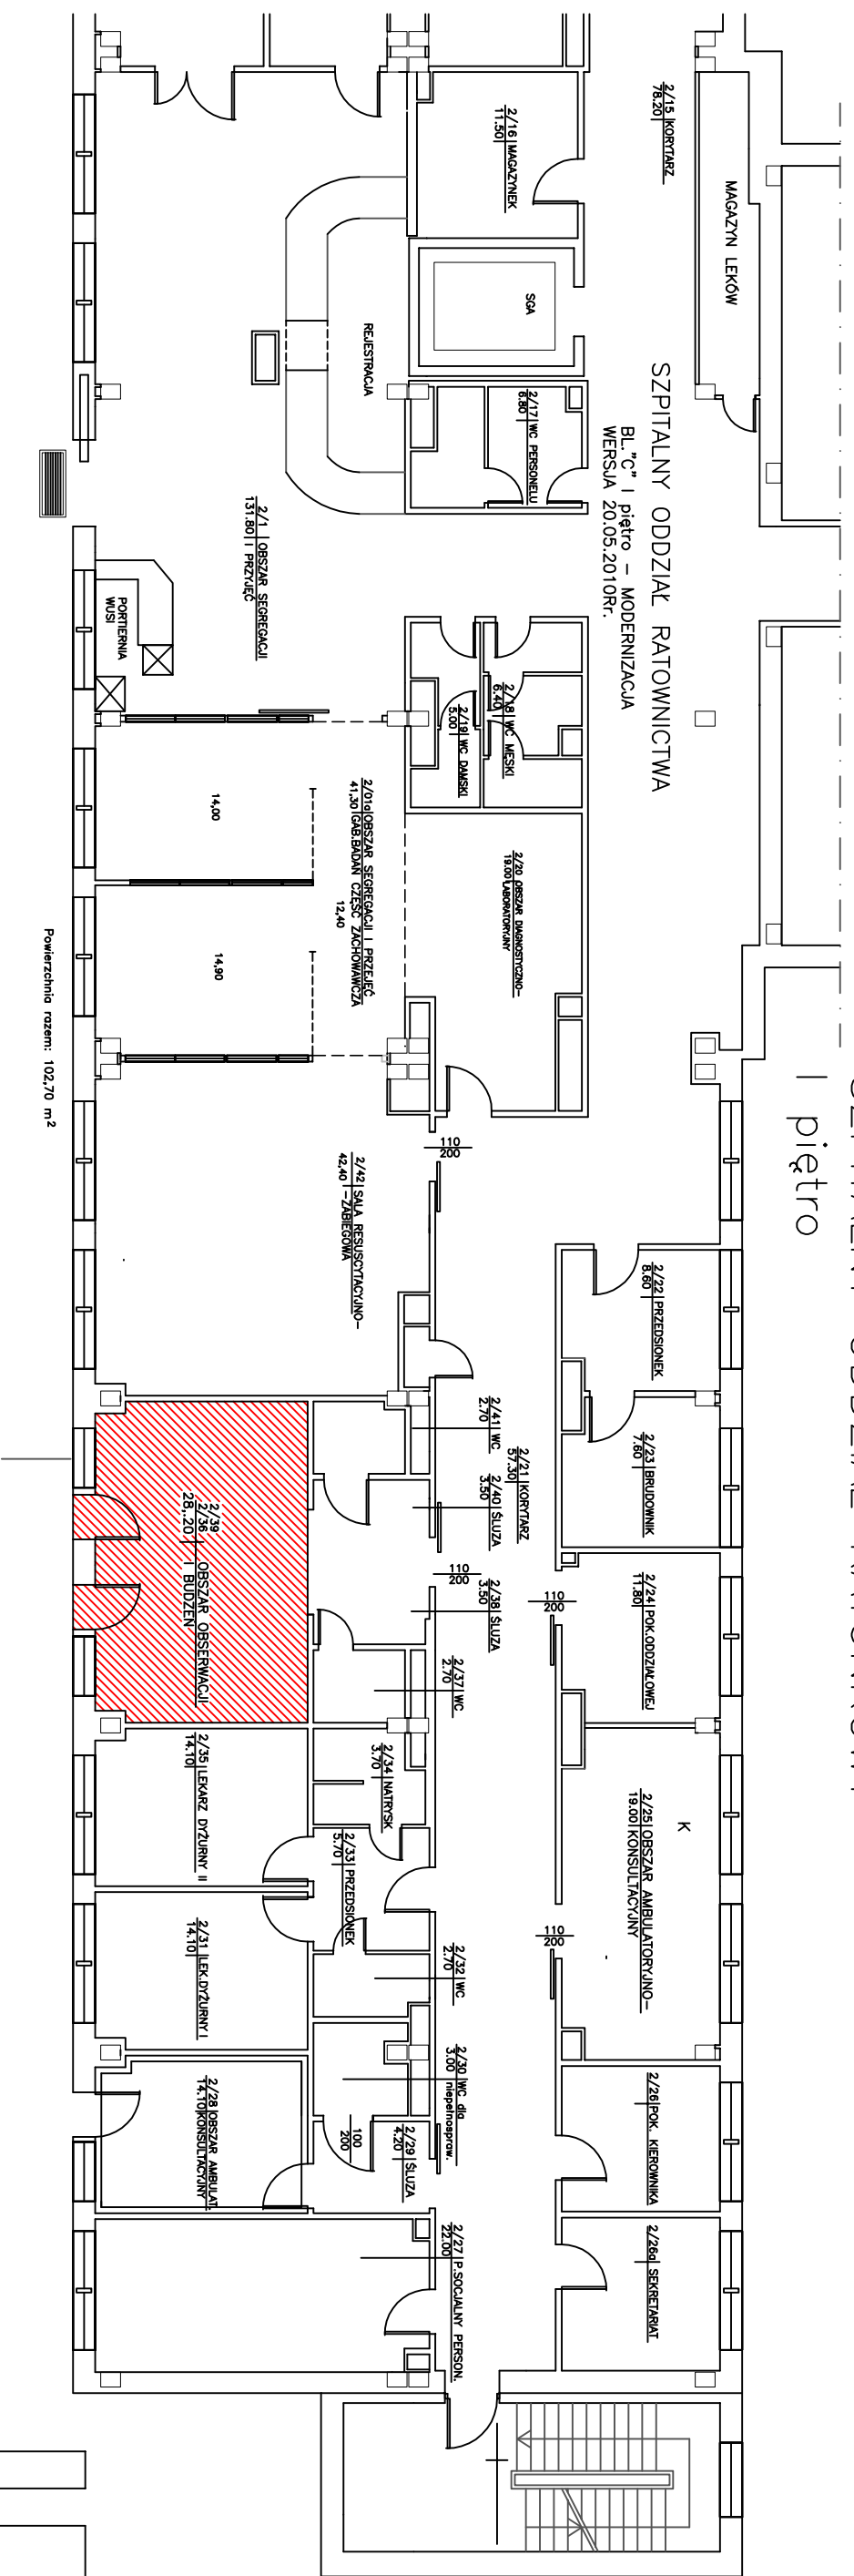 SZPITALNY ODDZIAŁ RATOWNICTWA
BL."C" I piętro – MODERNIZACJA
WERSJA 20.05.2010Rr.
I piętro
2/15 KORYTARZ
78.20
MAGAZYN LEKÓW
2/16 MAGAZYNEK
11.50
SGA
REJESTRACJA
2/17 WC PERSONELU
6.80
2/1 OBSZAR SEGREGACJI
131.80 I PRZYJĘĆ
PORTIERNIA
WUSI
2/18 WC MĘSKI
6.40
2/19 WC DAMSKI
5.00
14,00
2/01a OBSZAR SEGREGACJI I PRZEJĘĆ
41,30 GAB.BADAŃ CZĘŚĆ ZACHOWAWCZA
12,40
14,90
2/20 OBSZAR DIAGNOSTYCZNO–
19.00 LABORATORYJNY
Powierzchnia razem: 102,70 m²
110
200
2/42 SALA RESUSCYTACYJNO–
42,40 –ZABIEGOWA
2/22 PRZEDSIONEK
8.60
2/23 BRUDOWNIK
7.60
2/41 WC
2.70
2/21 KORYTARZ
57.30
2/40 ŚLUZA
3.50
110
200
2/38 ŚLUZA
3.50
110
200
2/24 POK.ODDZIAŁOWEJ
11.80
2/39
2/36 OBSZAR OBSERWACJI
28,.20 I BUDZEŃ
2/37 WC
2.70
2/34 NATRYSK
3.70
2/35 LEKARZ DYŻURNY II
14.10
2/33 PRZEDSIONEK
5.70
K
2/25 OBSZAR AMBULATORYJNO–
19.00 KONSULTACYJNY
110
200
2/31 LEK.DYŻURNY I
14.10
2/32 WC
2.70
2/30 WC dla
3.00 niepełnospraw.
100
200
2/29 ŚLUZA
4.20
2/28 OBSZAR AMBULAT.
14.10 KONSULTACYJNY
2/26 POK. KIEROWNIKA
2/26a SEKRETARIAT
2/27 P.SOCJALNY PERSON.
22.00